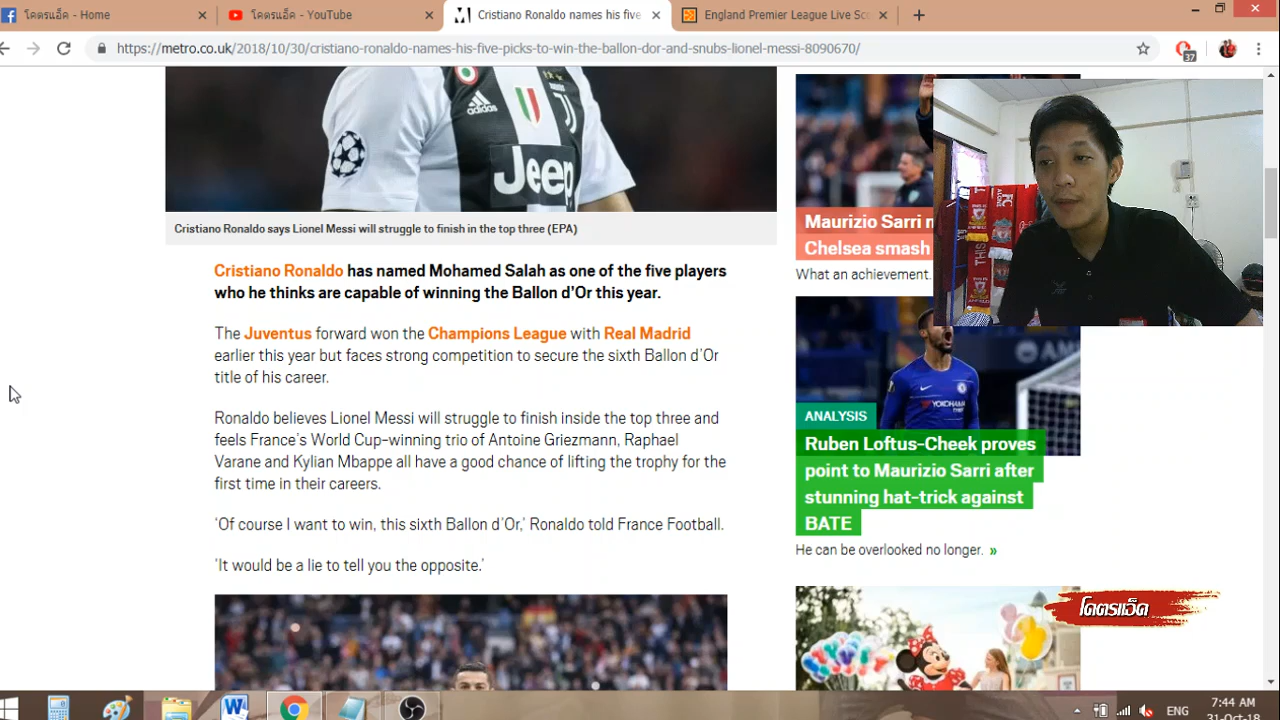 โคตรแอ็ค - Home
โคตรแอ็ค - YouTube
Cristiano Ronaldo names his five
England Premier League Live Sco
https://metro.co.uk/2018/10/30/cristiano-ronaldo-names-his-five-picks-to-win-the-ballon-dor-and-snubs-lionel-messi-8090670/
37
adidas
Jeep
Cristiano Ronaldo says Lionel Messi will struggle to finish in the top three (EPA)
Cristiano Ronaldo has named Mohamed Salah as one of the five players
who he thinks are capable of winning the Ballon d'Or this year.
The Juventus forward won the Champions League with Real Madrid
earlier this year but faces strong competition to secure the sixth Ballon d'Or
title of his career.
Ronaldo believes Lionel Messi will struggle to finish inside the top three and
feels France's World Cup-winning trio of Antoine Griezmann, Raphael
Varane and Kylian Mbappe all have a good chance of lifting the trophy for the
first time in their careers.
'Of course I want to win, this sixth Ballon d'Or,' Ronaldo told France Football.
'It would be a lie to tell you the opposite.'
Maurizio Sarri
Chelsea smash
What an achievement.
THIS
YOKOHAMA
ANALYSIS
Ruben Loftus-Cheek proves
point to Maurizio Sarri after
stunning hat-trick against
BATE
He can be overlooked no longer. »
โคตรแอ็ค
ENG
7:44 AM
31-Oct-18